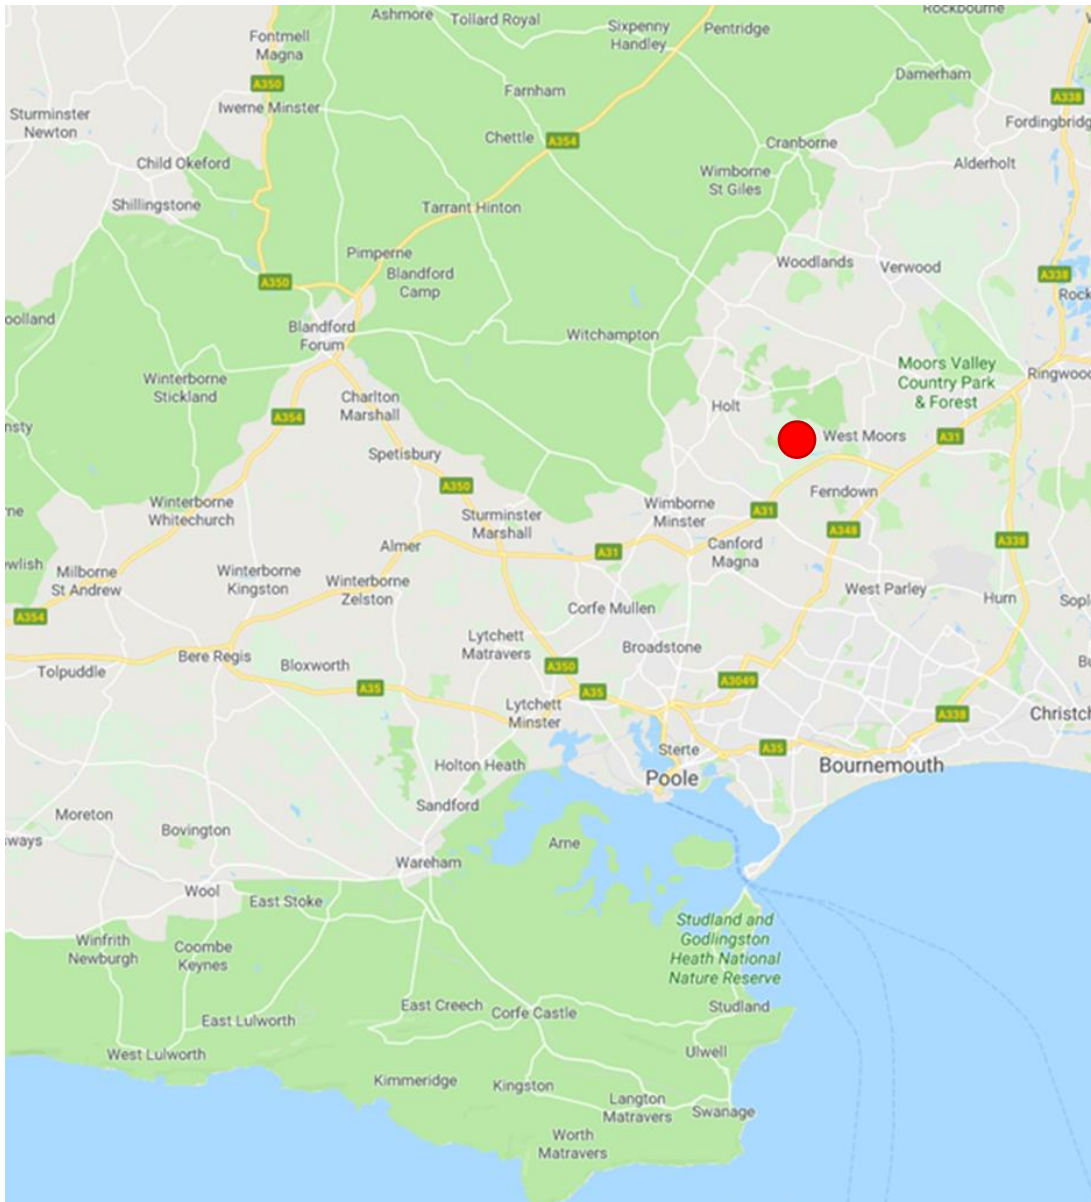 Ashmore
Tollard Royal
Sixpenny
Handley
Pentridge
Rockbourne
Fontmell
Magna
Damerham
A350
Farnham
A338
Iwerne Minster
Sturminster
Newton
Fordingbridg
Chettle
A354
Cranborne
Child Okeford
Alderholt
Wimborne
St Giles
Shillingstone
Tarrant Hinton
Pimperne
Woodlands
Verwood
Blandford
Camp
A350
A338
Rock
oolland
Blandford
Forum
Witchampton
Moors Valley
Country Park
& Forest
Winterborne
Stickland
Ringwood
Charlton
Marshall
Holt
A354
nsty
West Moors
A31
Spetisbury
A350
Ferndown
Winterborne
Whitechurch
Wimborne
Minster
A31
ne
Sturminster
Marshall
A348
A338
Almer
A31
Canford
Magna
ewlish
Milborne
St Andrew
Winterborne
Kingston
Winterborne
Zelston
West Parley
Hurn
Sopl
A354
Corfe Mullen
Lytchett
Matravers
Broadstone
Bere Regis
Bloxworth
A350
Bu
Tolpuddle
A35
A35
A3049
Lytchett
Minster
A338
Christch
Sterte
A35
Holton Heath
Poole
Bournemouth
Sandford
Moreton
Bovington
sways
Arne
Wareham
Wool
East Stoke
Studland and
Godlingston
Heath National
Nature Reserve
Winfrith
Newburgh
Coombe
Keynes
East Creech
Corfe Castle
Studland
East Lulworth
West Lulworth
Ulwell
Kimmeridge
Kingston
Langton
Matravers
Swanage
Worth
Matravers